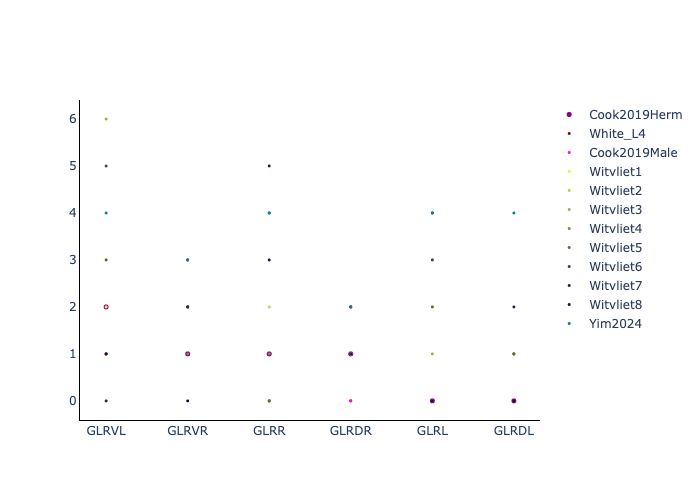 6
5
4
3
2
1
0
GLRVL GLRVR GLRR GLRDR GLRL GLRDL
Cook2019Herm
White_L4
Cook2019Male
Witvliet1
Witvliet2
Witvliet3
Witvliet4
Witvliet5
Witvliet6
Witvliet7
Witvliet8
Yim2024